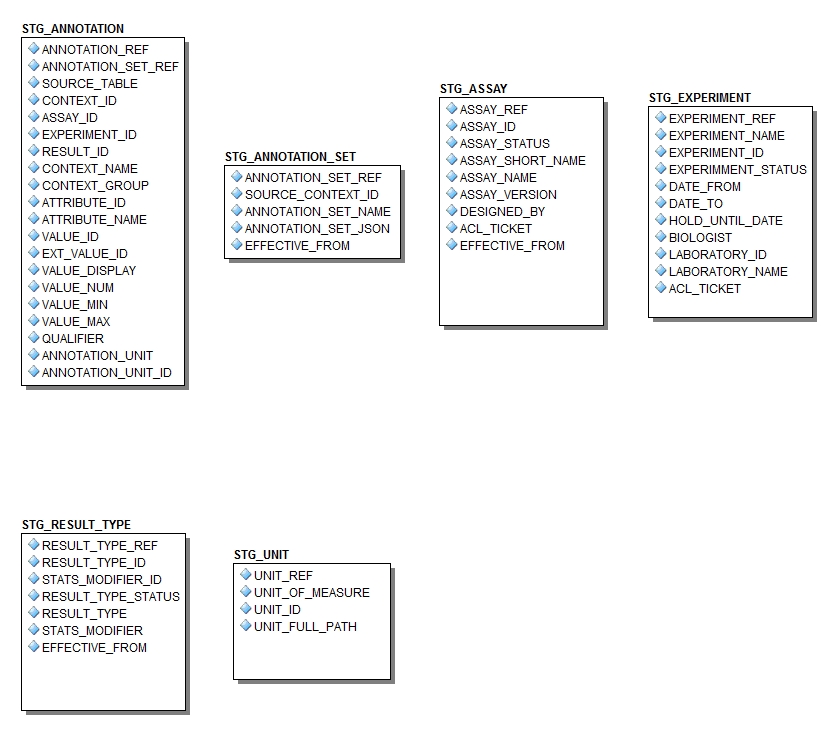 STG_ANNOTATION
ANNOTATION_REF
ANNOTATION_SET_REF
SOURCE_TABLE
CONTEXT_ID
ASSAY_ID
EXPERIMENT_ID
RESULT_ID
CONTEXT_NAME
CONTEXT_GROUP
ATTRIBUTE_ID
ATTRIBUTE_NAME
VALUE_ID
EXT_VALUE_ID
VALUE_DISPLAY
VALUE_NUM
VALUE_MIN
VALUE_MAX
QUALIFIER
ANNOTATION_UNIT
ANNOTATION_UNIT_ID
STG_ANNOTATION_SET
ANNOTATION_SET_REF
SOURCE_CONTEXT_ID
ANNOTATION_SET_NAME
ANNOTATION_SET_JSON
EFFECTIVE_FROM
STG_ASSAY
ASSAY_REF
ASSAY_ID
ASSAY_STATUS
ASSAY_SHORT_NAME
ASSAY_NAME
ASSAY_VERSION
DESIGNED_BY
ACL_TICKET
EFFECTIVE_FROM
STG_EXPERIMENT
EXPERIMENT_REF
EXPERIMENT_NAME
EXPERIMENT_ID
EXPERIMMENT_STATUS
DATE_FROM
DATE_TO
HOLD_UNTIL_DATE
BIOLOGIST
LABORATORY_ID
LABORATORY_NAME
ACL_TICKET
STG_RESULT_TYPE
RESULT_TYPE_REF
RESULT_TYPE_ID
STATS_MODIFIER_ID
RESULT_TYPE_STATUS
RESULT_TYPE
STATS_MODIFIER
EFFECTIVE_FROM
STG_UNIT
UNIT_REF
UNIT_OF_MEASURE
UNIT_ID
UNIT_FULL_PATH